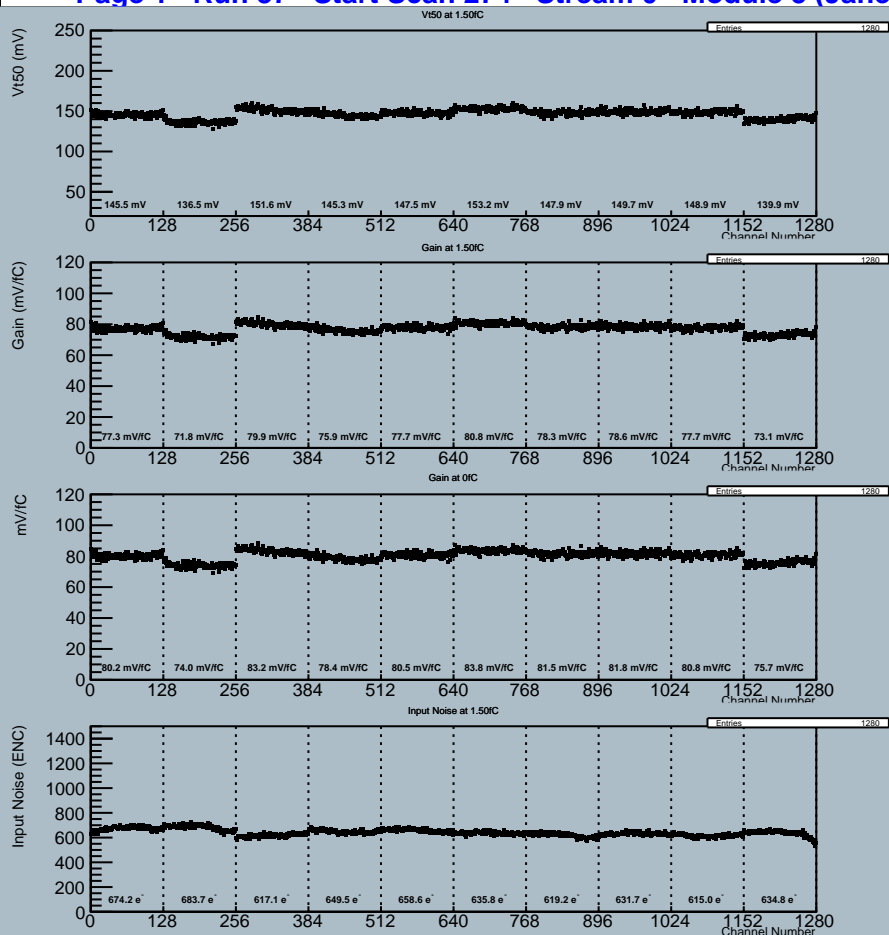 Vt50 at 1.50fC
Entries 1280
Vt50 (mV)
250
200
150
100
50
145.5 mV 136.5 mV 151.6 mV 145.3 mV 147.5 mV 153.2 mV 147.9 mV 149.7 mV 148.9 mV 139.9 mV
0 128 256 384 512 640 768 896 1024 1152 1280
Channel Number
Gain at 1.50fC
Entries 1280
Gain (mV/fC)
120
100
80
60
40
20
0
77.3 mV/fC 71.8 mV/fC 79.9 mV/fC 75.9 mV/fC 77.7 mV/fC 80.8 mV/fC 78.3 mV/fC 78.6 mV/fC 77.7 mV/fC 73.1 mV/fC
0 128 256 384 512 640 768 896 1024 1152 1280
Channel Number
Gain at 0fC
Entries 1280
mV/fC
120
100
80
60
40
20
0
80.2 mV/fC 74.0 mV/fC 83.2 mV/fC 78.4 mV/fC 80.5 mV/fC 83.8 mV/fC 81.5 mV/fC 81.8 mV/fC 80.8 mV/fC 75.7 mV/fC
0 128 256 384 512 640 768 896 1024 1152 1280
Channel Number
Input Noise at 1.50fC
Entries 1280
Input Noise (ENC)
1400
1200
1000
800
600
400
200
0
674.2 e⁻ 683.7 e⁻ 617.1 e⁻ 649.5 e⁻ 658.6 e⁻ 635.8 e⁻ 619.2 e⁻ 631.7 e⁻ 615.0 e⁻ 634.8 e⁻
0 128 256 384 512 640 768 896 1024 1152 1280
Channel Number